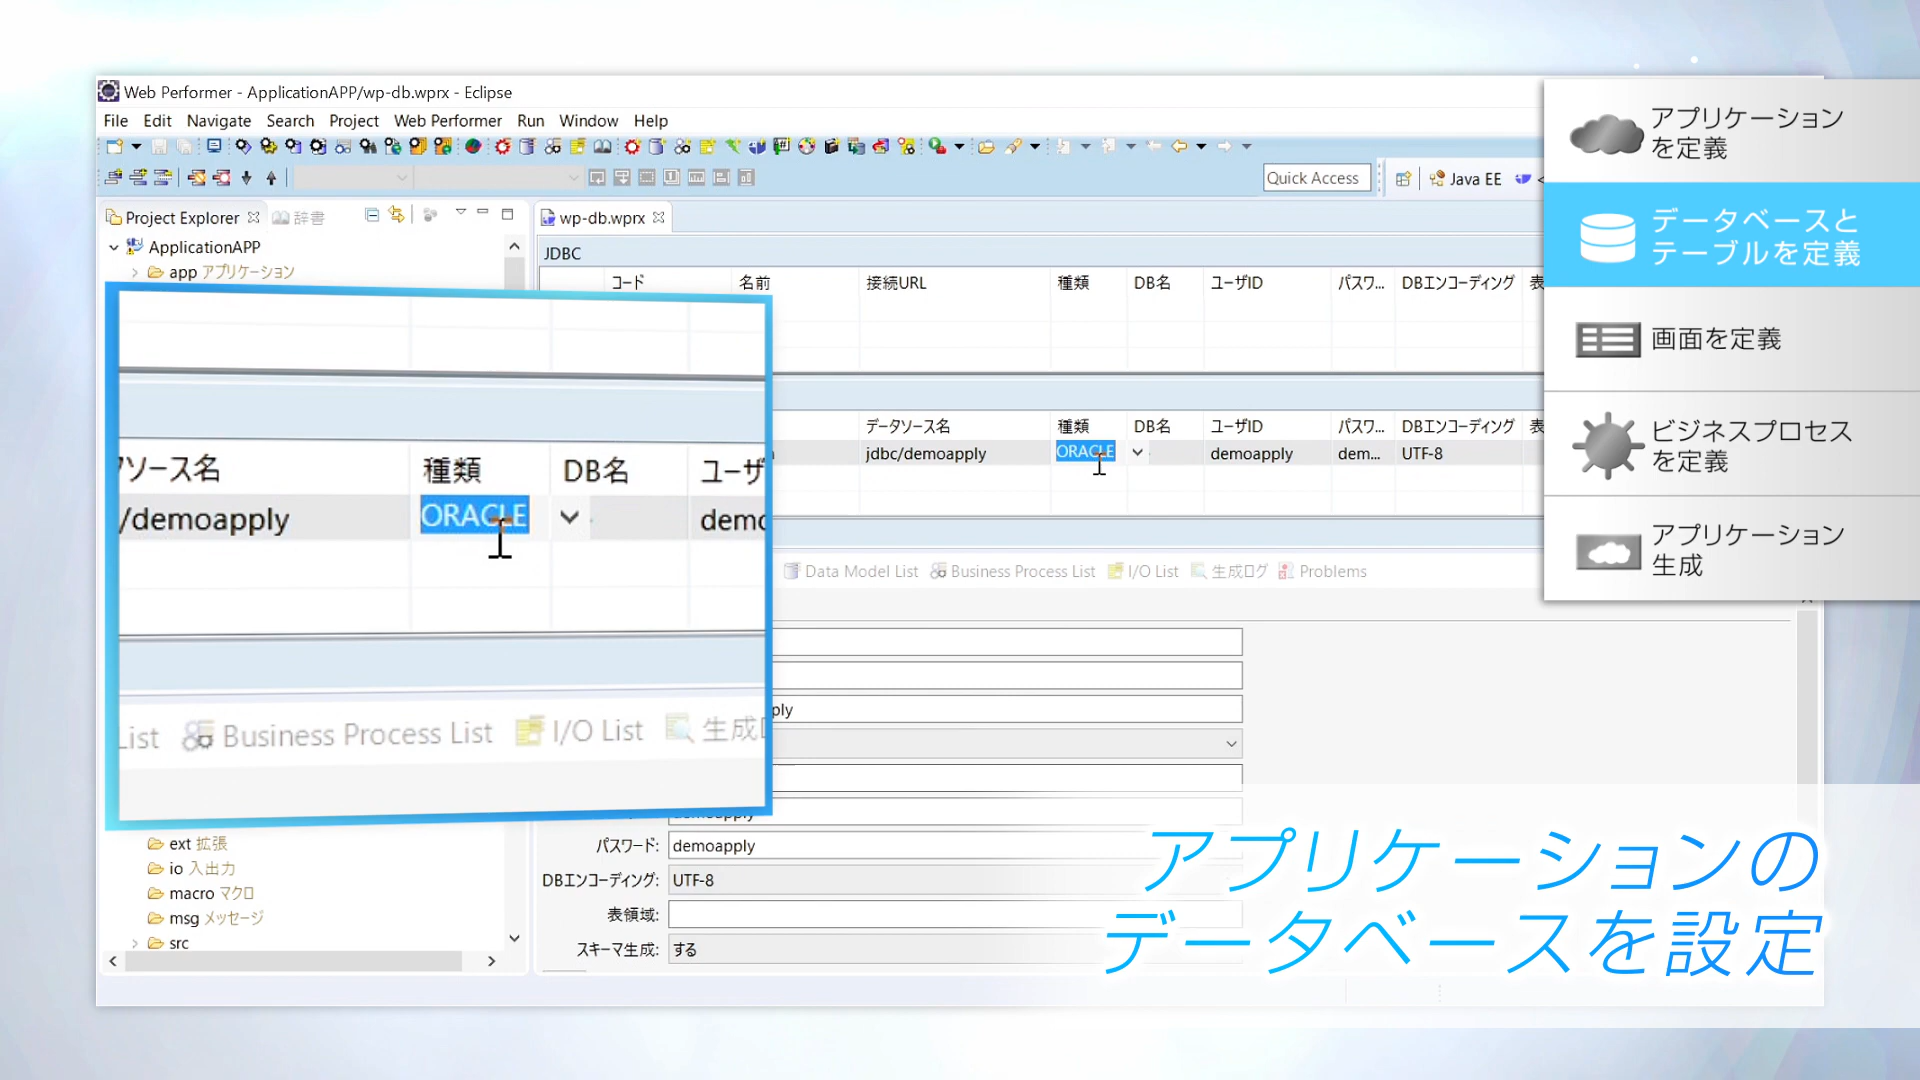 Web Performer - ApplicationAPP/wp-db.wprx - Eclipse
File Edit Navigate Search Project Web Performer Run Window Help
Quick Access
Java EE
Project Explorer 辞書
ApplicationAPP
app アプリケーション
wp-db.wprx
JDBC
コード 名前 接続URL 種類 DB名 ユーザID パスワ... DBエンコーディング 表
データソース名 種類 DB名 ユーザID パスワ... DBエンコーディング 表
jdbc/demoapply ORACLE demoapply dem... UTF-8
Data Model List Business Process List I/O List 生成ログ Problems
ソース名 種類 DB名 ユーザ
/demoapply ORACLE demo
List Business Process List I/O List 生成ロ
ply
demoapply
パスワード: demoapply
DBエンコーディング: UTF-8
表領域:
スキーマ生成: する
ext 拡張
io 入出力
macro マクロ
msg メッセージ
src
アプリケーション
を定義
データベースと
テーブルを定義
画面を定義
ビジネスプロセス
を定義
アプリケーション
生成
アプリケーションの
データベースを設定